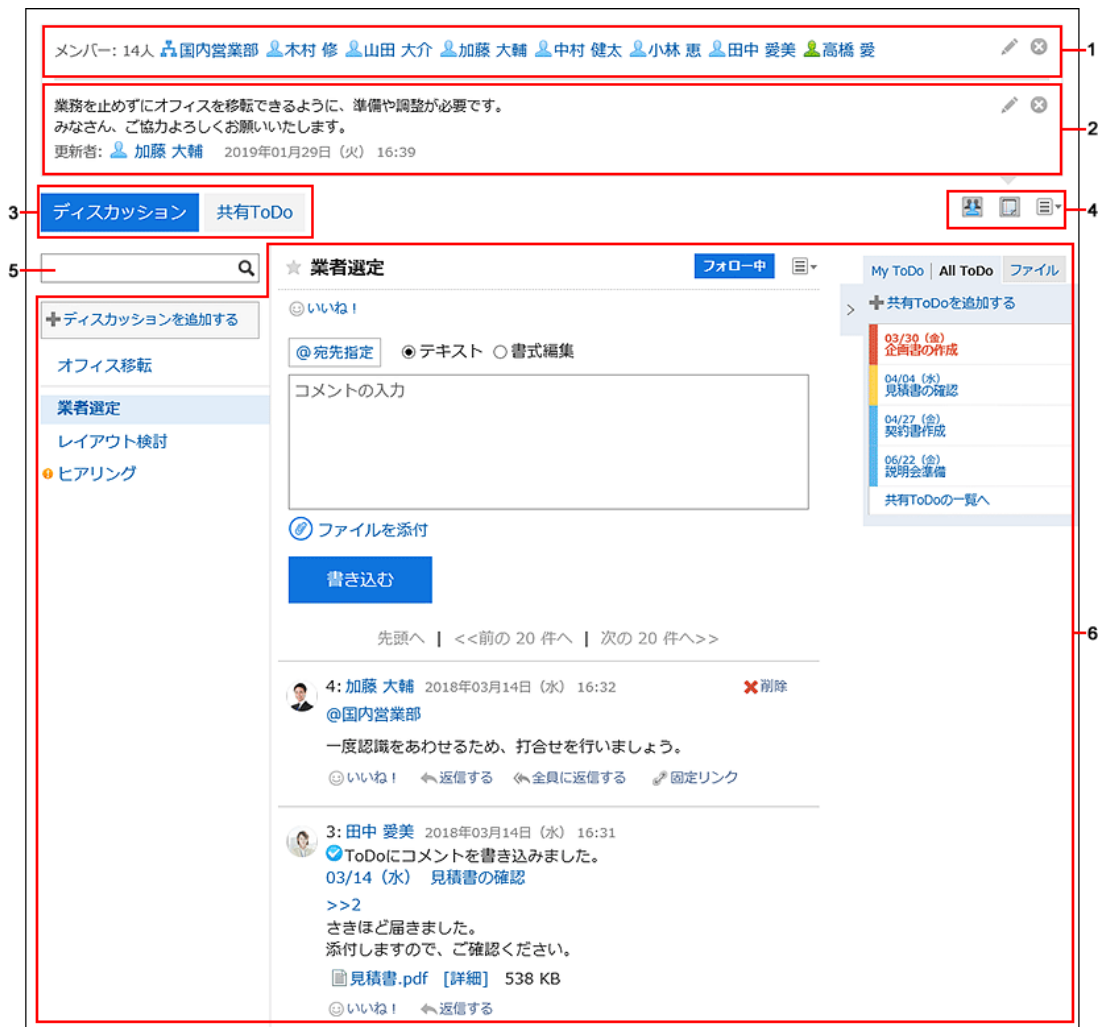 メンバー: 14人 国内営業部 木村 修 山田 大介 加藤 大輔 中村 健太 小林 恵 田中 愛美 高橋 愛
1
業務を止めずにオフィスを移転できるように、準備や調整が必要です。
みなさん、ご協力よろしくお願いいたします。
更新者: 加藤 大輔 2019年01月29日（火） 16:39
2
3
ディスカッション 共有ToDo
4
5
ディスカッションを追加する
オフィス移転
業者選定
レイアウト検討
ヒアリング
業者選定 フォロー中
いいね！
@宛先指定 テキスト 書式編集
コメントの入力
ファイルを添付
書き込む
先頭へ | <<前の 20 件へ | 次の 20 件へ>>
4: 加藤 大輔 2018年03月14日（水） 16:32 削除
@国内営業部
一度認識をあわせるため、打合せを行いましょう。
いいね！ 返信する 全員に返信する 固定リンク
3: 田中 愛美 2018年03月14日（水） 16:31
ToDoにコメントを書き込みました。
03/14（水） 見積書の確認
>>2
さきほど届きました。
添付しますので、ご確認ください。
見積書.pdf [詳細] 538 KB
いいね！ 返信する
My ToDo | All ToDo ファイル
>
共有ToDoを追加する
03/30（金）
企画書の作成
04/04（水）
見積書の確認
04/27（金）
契約書作成
06/22（金）
説明会準備
共有ToDoの一覧へ
6